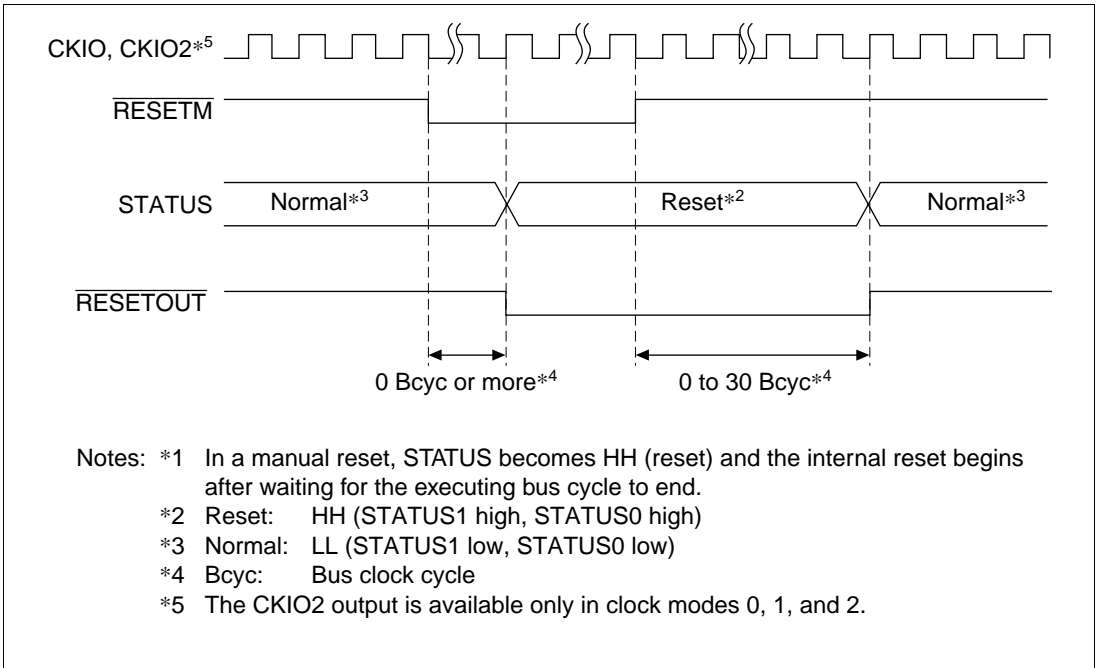 CKIO, CKIO2*5
RESETM
STATUS
Normal*3
Reset*2
Normal*3
RESETOUT
0 Bcyc or more*4
0 to 30 Bcyc*4
Notes: *1 In a manual reset, STATUS becomes HH (reset) and the internal reset begins
after waiting for the executing bus cycle to end.
*2 Reset: HH (STATUS1 high, STATUS0 high)
*3 Normal: LL (STATUS1 low, STATUS0 low)
*4 Bcyc: Bus clock cycle
*5 The CKIO2 output is available only in clock modes 0, 1, and 2.